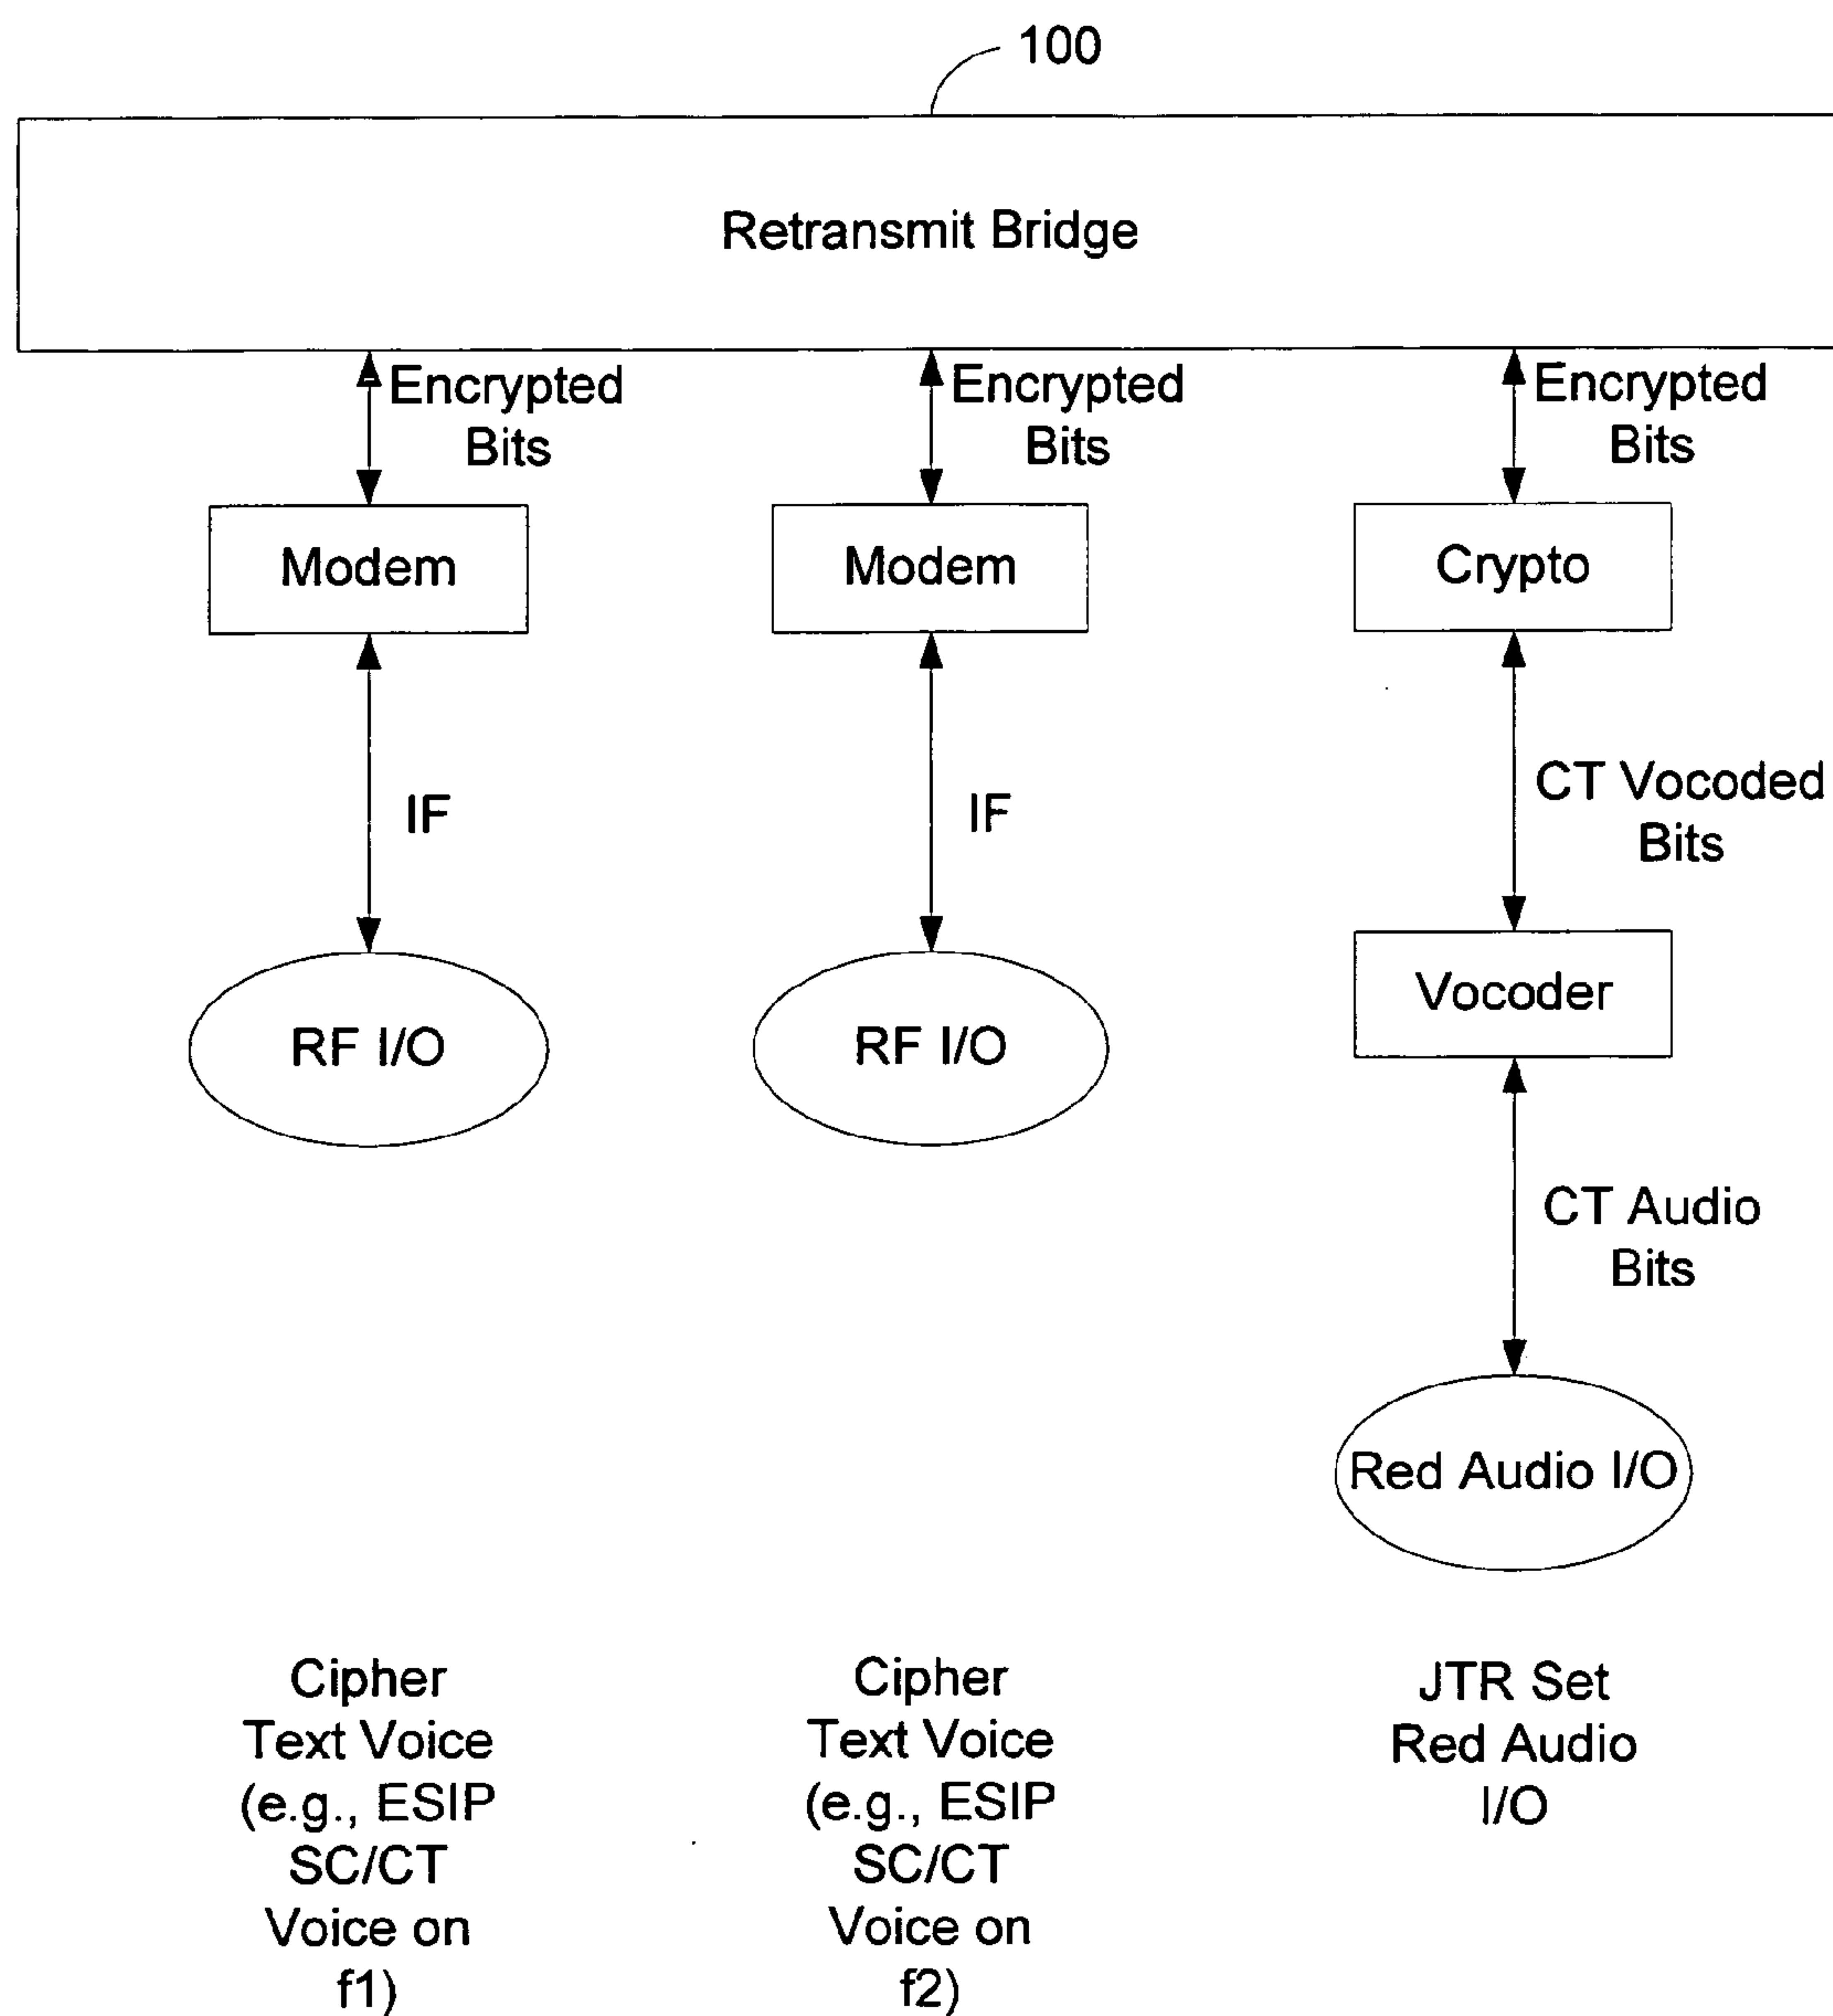 100
Retransmit Bridge
Encrypted
Bits
Encrypted
Bits
Encrypted
Bits
Modem
Modem
Crypto
IF
IF
CT Vocoded
Bits
Vocoder
RF I/O
RF I/O
CT Audio
Bits
Red Audio I/O
Cipher
Text Voice
(e.g., ESIP
SC/CT
Voice on
f1)
Cipher
Text Voice
(e.g., ESIP
SC/CT
Voice on
f2)
JTR Set
Red Audio
I/O